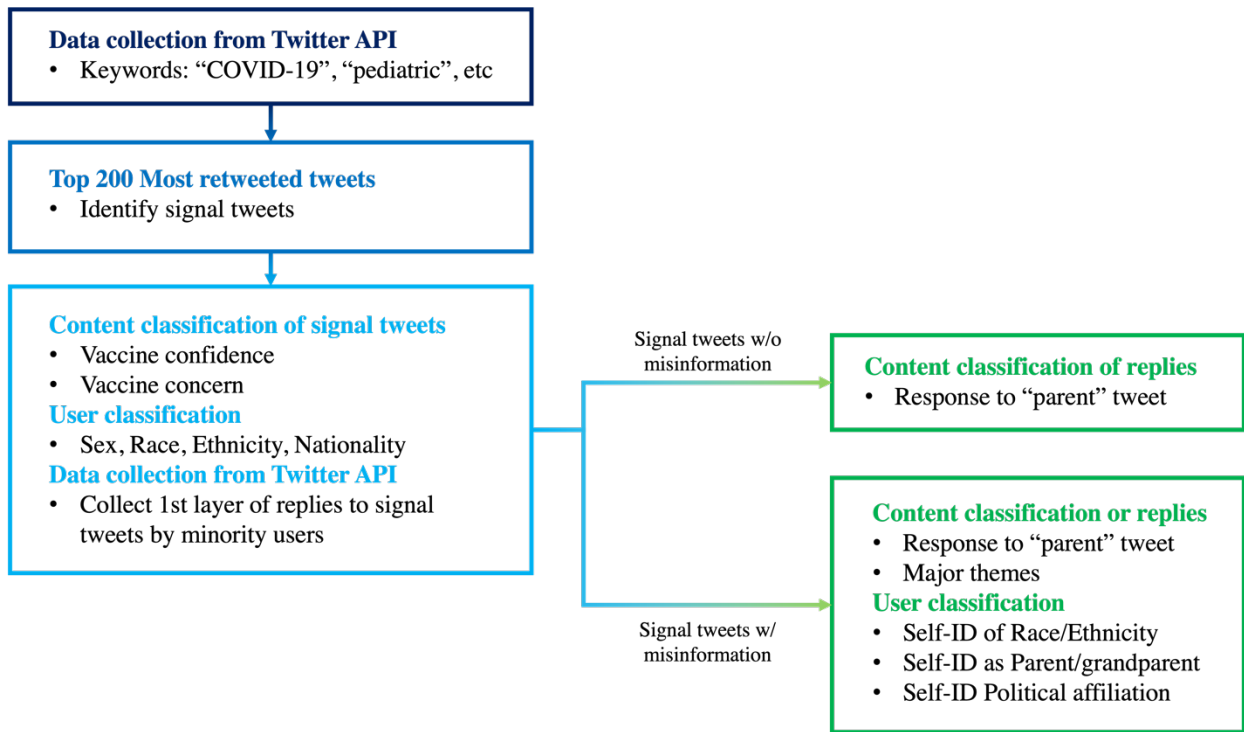 Data collection from Twitter API
• Keywords: “COVID-19”, “pediatric”, etc
Top 200 Most retweeted tweets
• Identify signal tweets
Content classification of signal tweets
• Vaccine confidence
• Vaccine concern
User classification
• Sex, Race, Ethnicity, Nationality
Data collection from Twitter API
• Collect 1st layer of replies to signal
tweets by minority users
Signal tweets w/o
misinformation
Content classification of replies
• Response to “parent” tweet
Signal tweets w/
misinformation
Content classification or replies
• Response to “parent” tweet
• Major themes
User classification
• Self-ID of Race/Ethnicity
• Self-ID as Parent/grandparent
• Self-ID Political affiliation